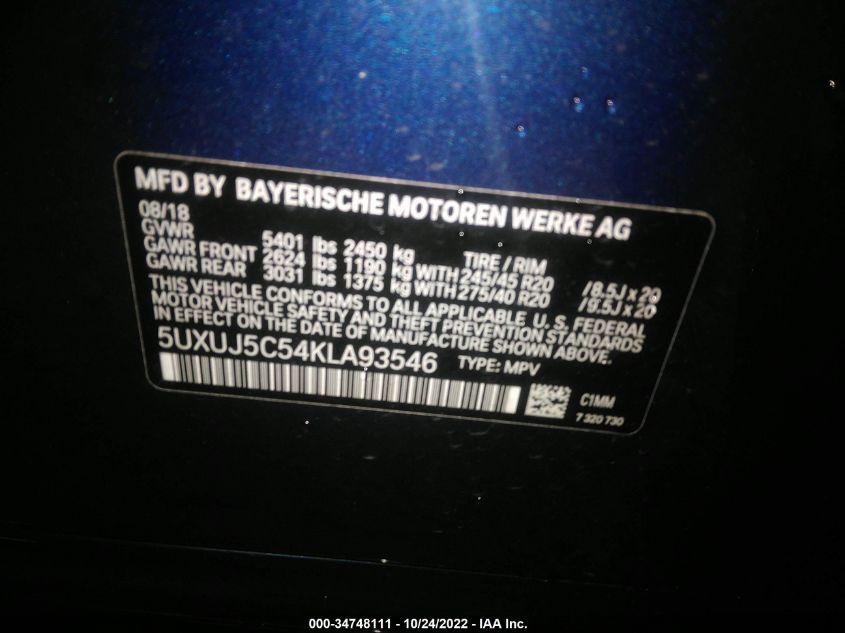 MFD BY BAYERISCHE MOTOREN WERKE AG
08/18
GVWR 5401 lbs 2450 kg TIRE / RIM
GAWR FRONT 2624 lbs 1190 kg WITH 245/45 R20 /8.5J x 20
GAWR REAR 3031 lbs 1375 kg WITH 275/40 R20 /9.5J x 20
THIS VEHICLE CONFORMS TO ALL APPLICABLE U. S. FEDERAL
MOTOR VEHICLE SAFETY AND THEFT PREVENTION STANDARDS
IN EFFECT ON THE DATE OF MANUFACTURE SHOWN ABOVE.
5UXUJ5C54KLA93546 TYPE: MPV
C1MM
7 320 730
000-34748111 - 10/24/2022 - IAA Inc.